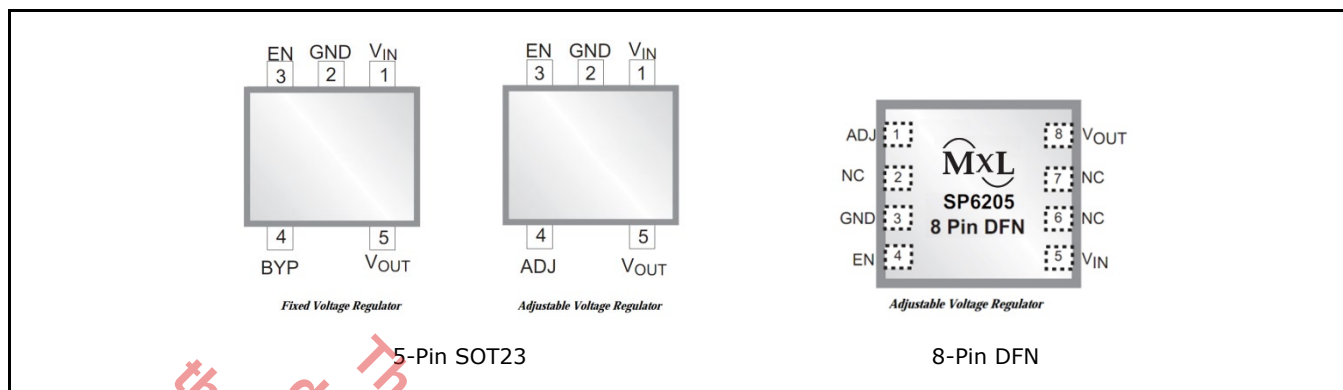 EN GND VIN
3 2 1
4 5
BYP VOUT
Fixed Voltage Regulator
EN GND VIN
3 2 1
4 5
ADJ VOUT
Adjustable Voltage Regulator
5-Pin SOT23
ADJ 1 8 VOUT
NC 2 7 NC
GND 3 6 NC
EN 4 5 VIN
MxL
SP6205
8 Pin DFN
Adjustable Voltage Regulator
8-Pin DFN
Th